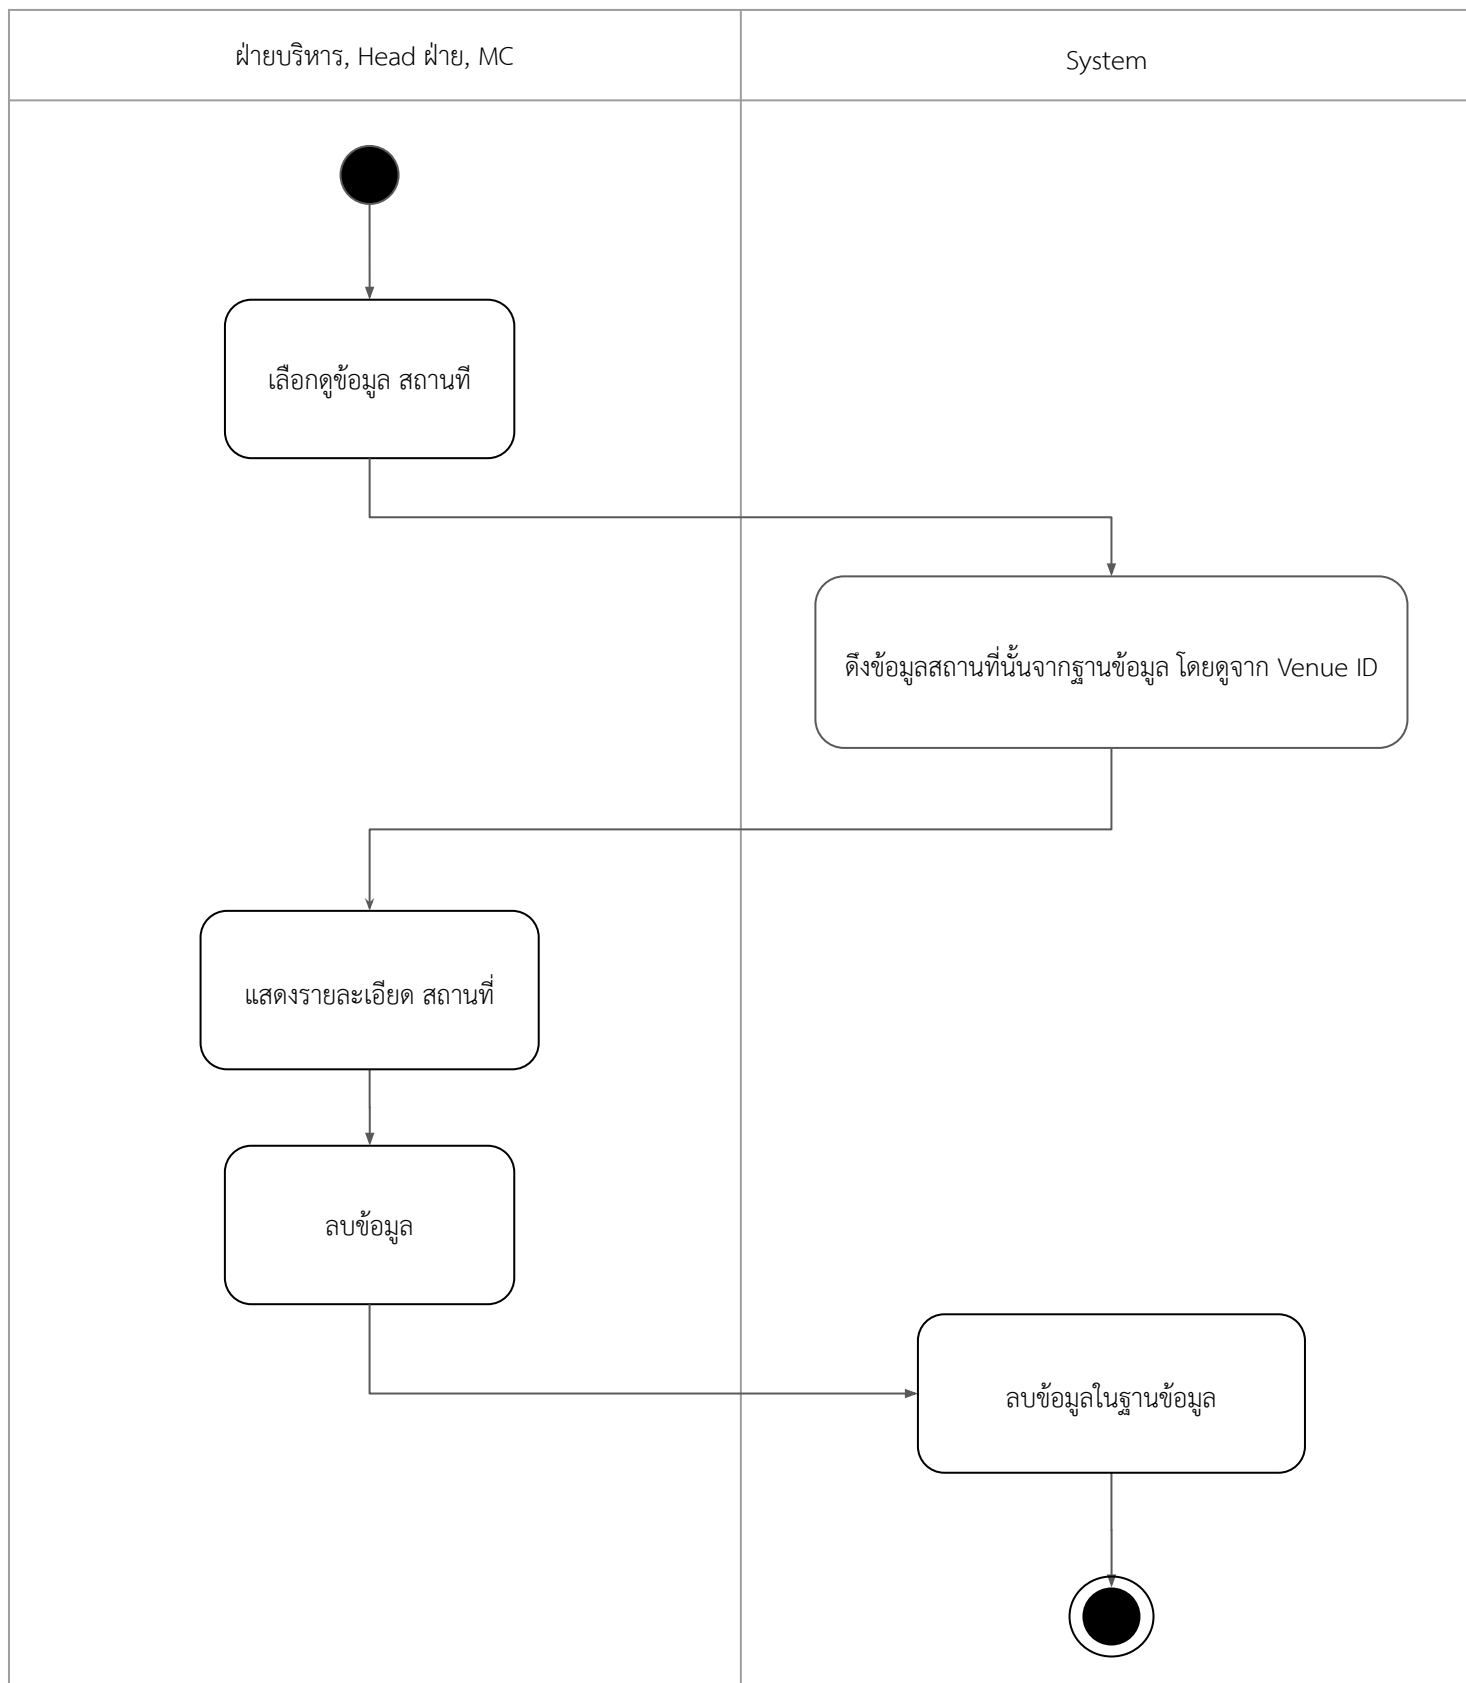 ฝ่ายบริหาร, Head ฝ่าย, MC
System
เลือกดูข้อมูล สถานที
ดึงข้อมูลสถานที่นั้นจากฐานข้อมูล โดยดูจาก Venue ID
แสดงรายละเอียด สถานที่
ลบข้อมูล
ลบข้อมูลในฐานข้อมูล